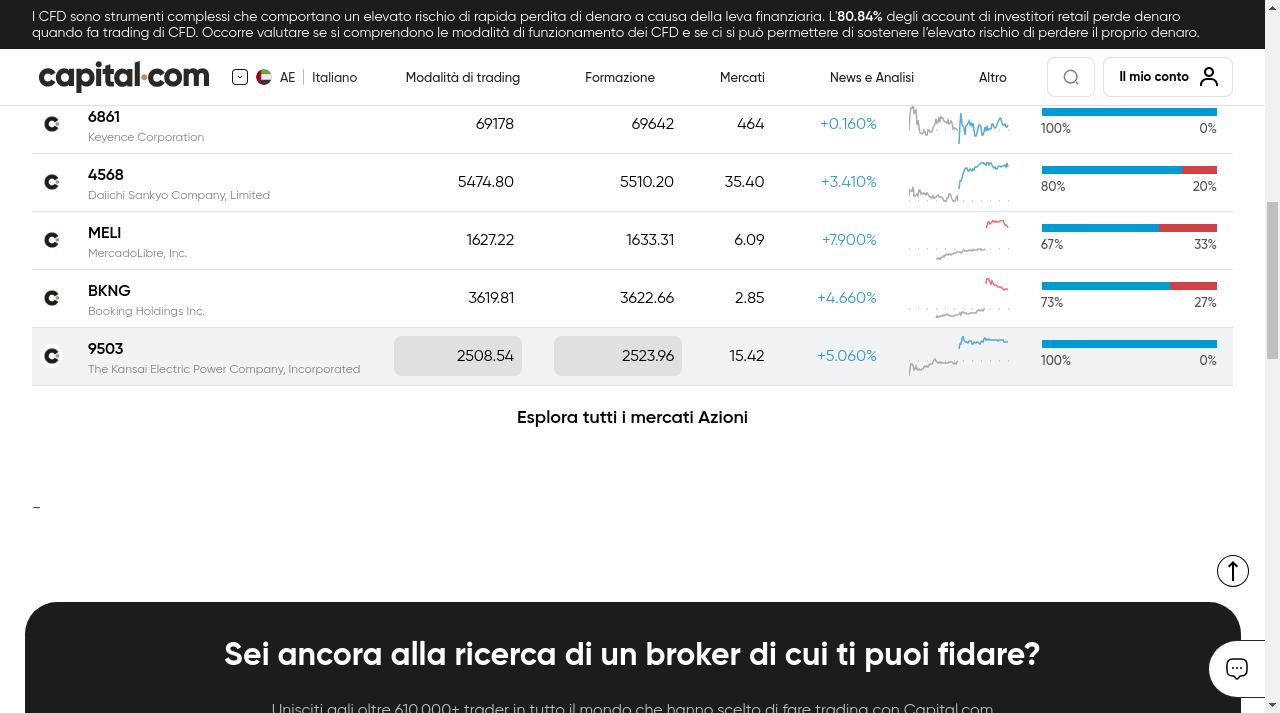 I CFD sono strumenti complessi che comportano un elevato rischio di rapida perdita di denaro a causa della leva finanziaria. L'80.84% degli account di investitori retail perde denaro
quando fa trading di CFD. Occorre valutare se si comprendono le modalità di funzionamento dei CFD e se ci si può permettere di sostenere l’elevato rischio di perdere il proprio denaro.
capital.com AE Italiano Modalità di trading Formazione Mercati News e Analisi Altro Il mio conto
6861 69178 69642 464 +0.160%
Keyence Corporation 100% 0%
4568 5474.80 5510.20 35.40 +3.410%
Daiichi Sankyo Company, Limited 80% 20%
MELI 1627.22 1633.31 6.09 +7.900%
MercadoLibre, Inc. 67% 33%
BKNG 3619.81 3622.66 2.85 +4.660%
Booking Holdings Inc. 73% 27%
9503 2508.54 2523.96 15.42 +5.060%
The Kansai Electric Power Company, Incorporated 100% 0%
Esplora tutti i mercati Azioni
–
Sei ancora alla ricerca di un broker di cui ti puoi fidare?
Unisciti agli oltre 610.000+ trader in tutto il mondo che hanno scelto di fare trading con Capital.com